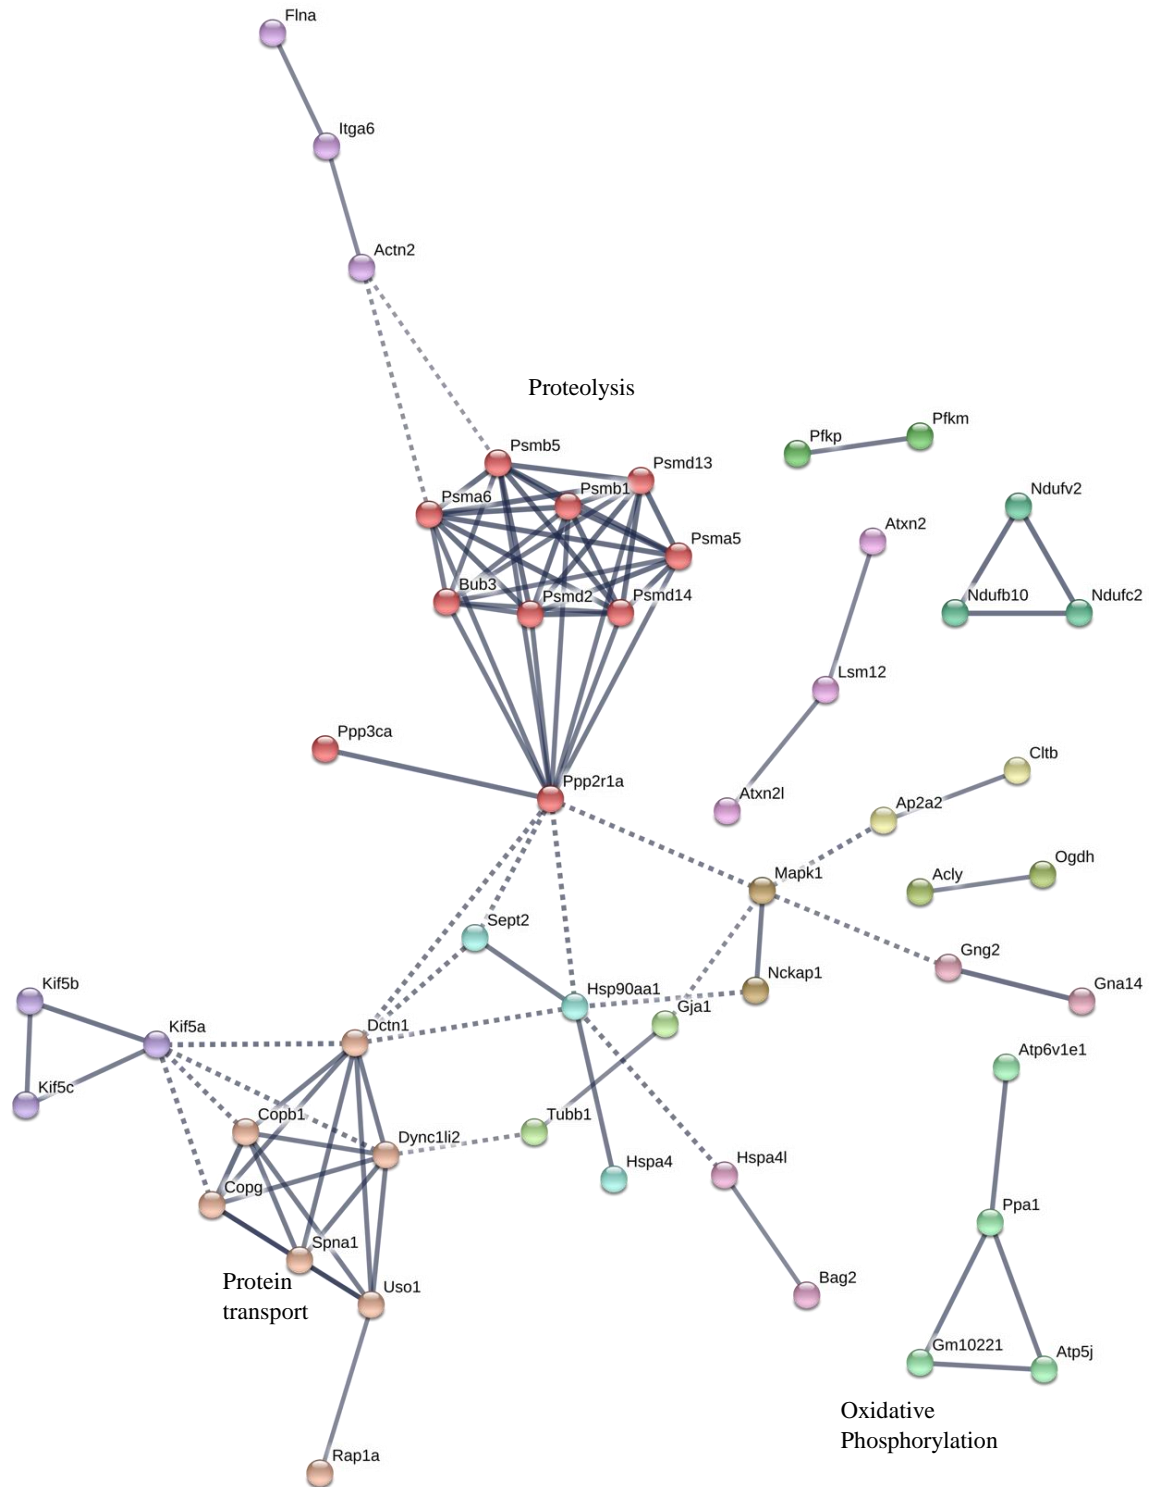 Flna
Itga6
Actn2
Proteolysis
Psmb5
Psmd13
Psma6
Psmb1
Psma5
Bub3
Psmd2
Psmd14
Pfkp
Pfkm
Ndufv2
Atxn2
Ndufb10
Ndufc2
Lsm12
Ppp3ca
Ppp2r1a
Atxn2l
Cltb
Ap2a2
Mapk1
Acly
Ogdh
Sept2
Gng2
Nckap1
Gna14
Kif5b
Hsp90aa1
Gja1
Kif5a
Dctn1
Kif5c
Atp6v1e1
Copb1
Dync1li2
Tubb1
Hspa4
Hspa4l
Copg
Ppa1
Spna1
Protein
transport
Uso1
Bag2
Gm10221
Atp5j
Oxidative
Phosphorylation
Rap1a